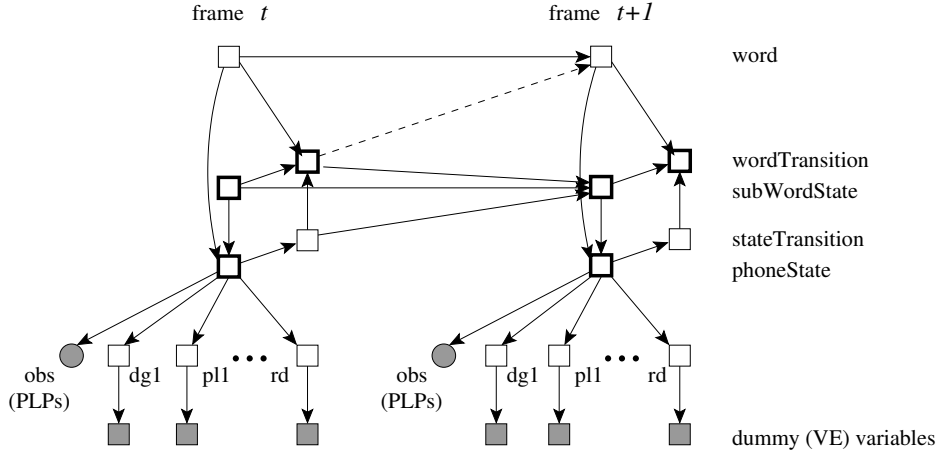 frame t
frame t+1
word
wordTransition
subWordState
stateTransition
phoneState
obs
(PLPs)
dg1
pl1
rd
obs
(PLPs)
dg1
pl1
rd
dummy (VE) variables